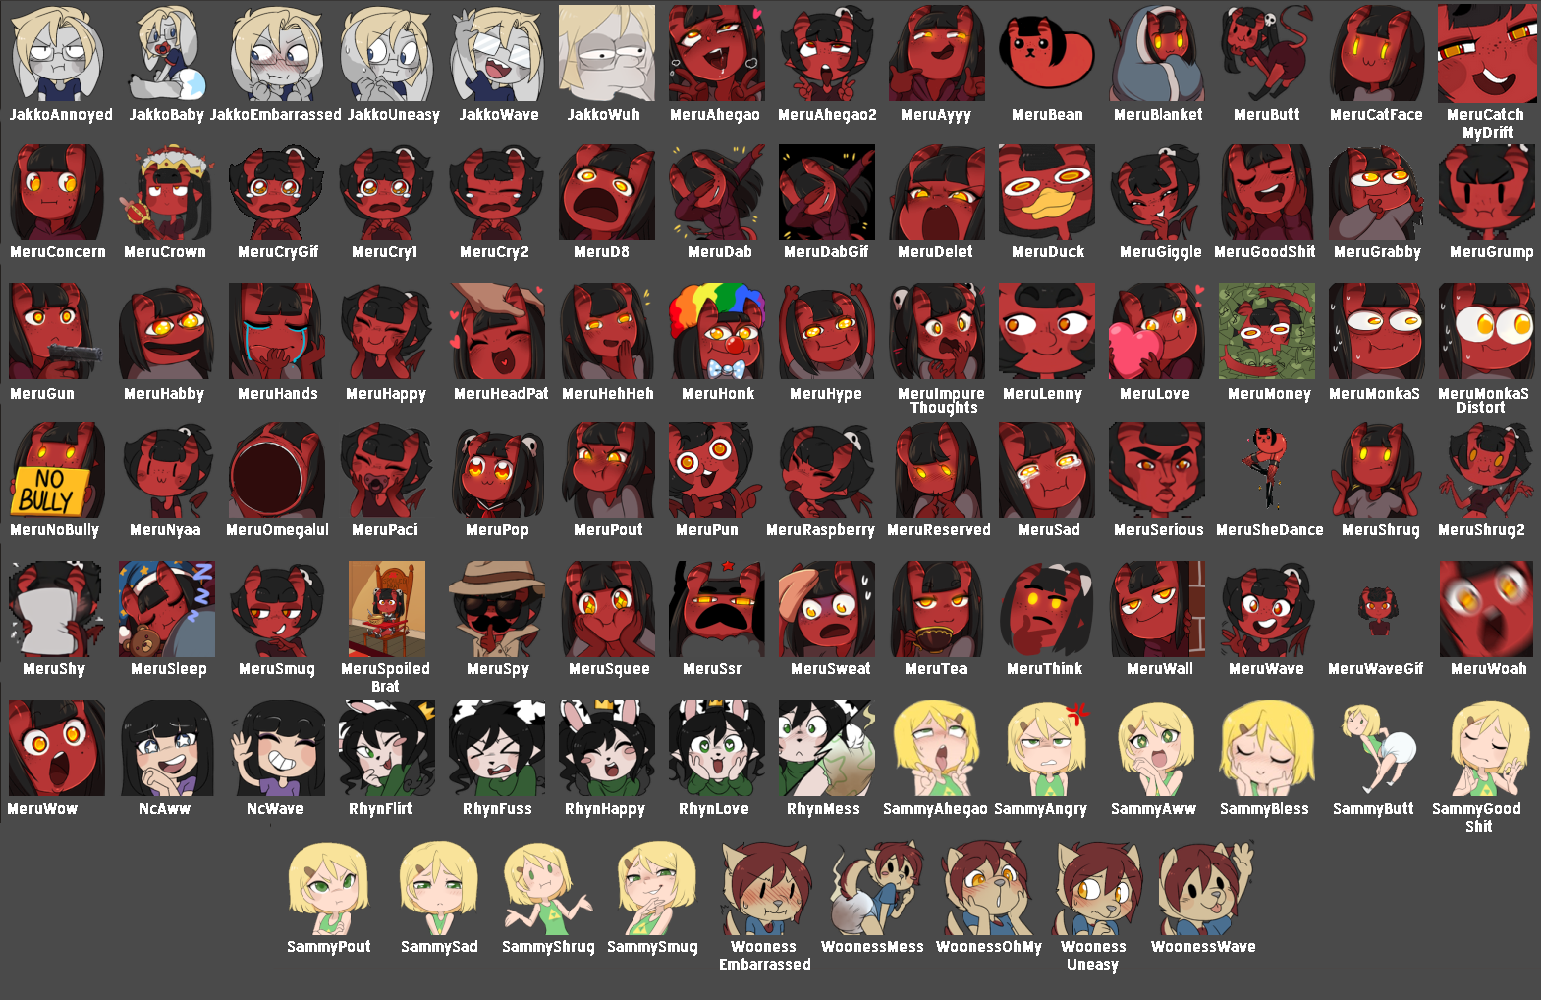 JakkoAnnoyed JakkoBaby JakkoEmbarrassed JakkoUneasy JakkoWave JakkoWuh MeruAhegao MeruAhegao2 MeruAyyy MeruBean MeruBlanket MeruButt MeruCatFace MeruCatch
MyDrift
MeruConcern MeruCrown MeruCryGif MeruCry1 MeruCry2 MeruD8 MeruDab MeruDabGif MeruDelet MeruDuck MeruGiggle MeruGoodShit MeruGrabby MeruGrump
MeruGun MeruHabby MeruHands MeruHappy MeruHeadPat MeruHehHeh MeruHonk MeruHype MeruImpure MeruLenny MeruLove MeruMoney MeruMonkaS MeruMonkaS
Thoughts Distort
NO
BULLY
MeruNoBully MeruNyaa MeruOmegalul MeruPaci MeruPop MeruPout MeruPun MeruRaspberry MeruReserved MeruSad MeruSerious MeruSheDance MeruShrug MeruShrug2
Z
Z
Z
MeruShy MeruSleep MeruSmug MeruSpoiled MeruSpy MeruSquee MeruSsr MeruSweat MeruTea MeruThink MeruWall MeruWave MeruWaveGif MeruWoah
Brat
MeruWow NcAww NcWave RhynFlirt RhynFuss RhynHappy RhynLove RhynMess SammyAhegao SammyAngry SammyAww SammyBless SammyButt SammyGood
Shit
SammyPout SammySad SammyShrug SammySmug Wooness WoonessMess WoonessOhMy Wooness WoonessWave
Embarrassed Uneasy